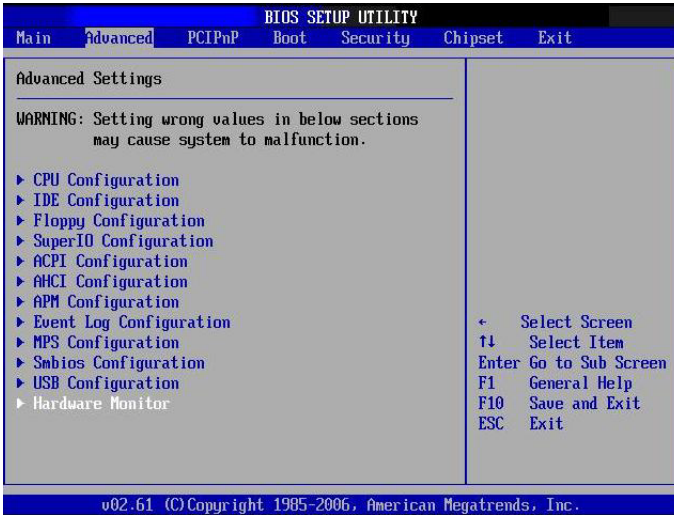 BIOS SETUP UTILITY
Main Advanced PCIPnP Boot Security Chipset Exit
Advanced Settings
WARNING: Setting wrong values in below sections
may cause system to malfunction.
▶ CPU Configuration
▶ IDE Configuration
▶ Floppy Configuration
▶ SuperIO Configuration
▶ ACPI Configuration
▶ AHCI Configuration
▶ APM Configuration
▶ Event Log Configuration
▶ MPS Configuration
▶ Smbios Configuration
▶ USB Configuration
▶ Hardware Monitor
← Select Screen
↑↓ Select Item
Enter Go to Sub Screen
F1 General Help
F10 Save and Exit
ESC Exit
v02.61 (C)Copyright 1985-2006, American Megatrends, Inc.